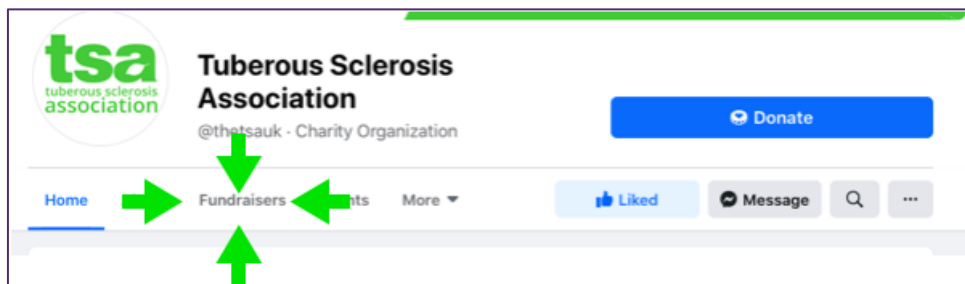 tsa
tuberous sclerosis
association
Tuberous Sclerosis
Association
@thetsauk · Charity Organization
Donate
Home Fundraisers More Liked Message